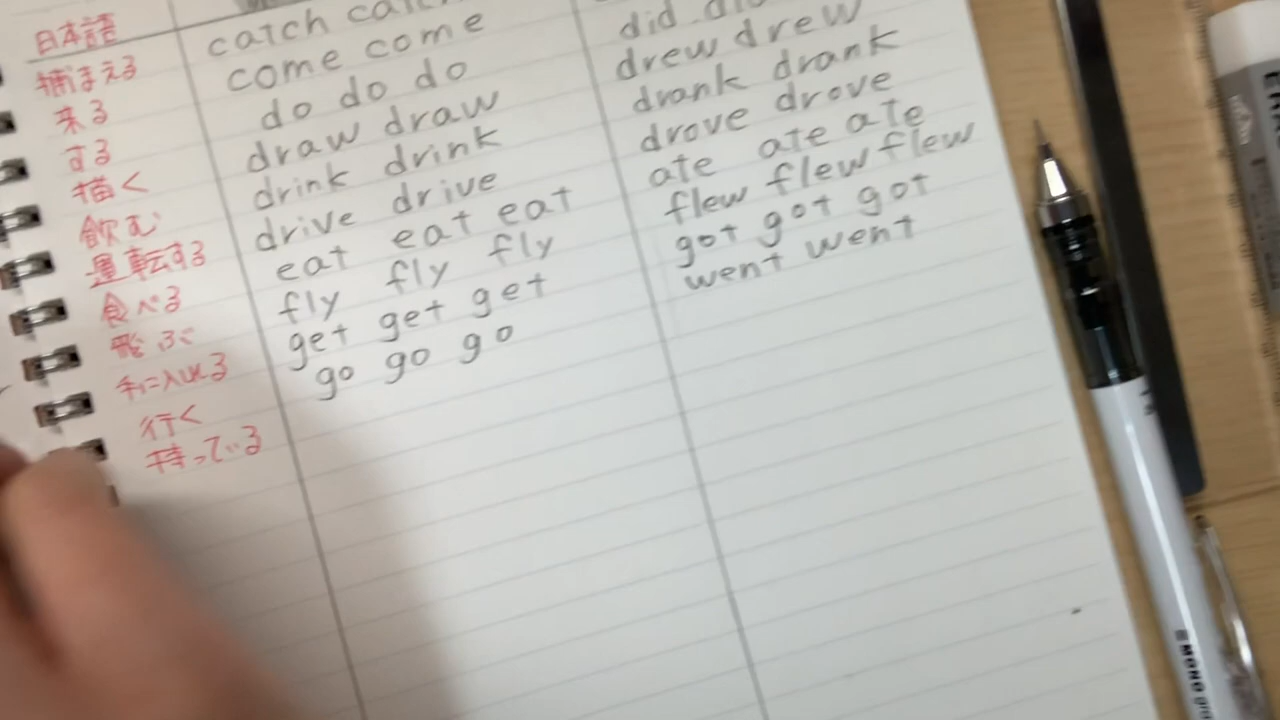 日本語
捕まえる catch
come come
来る do do do did
する draw draw drew drew
描く drink drink drank drank
飲む drive drive drove drove
運転する eat eat eat ate ate ate
食べる fly fly fly flew flew flew
飛ぶ get get get got got got
手に入れる go go go went went
行く
持っている
MONO